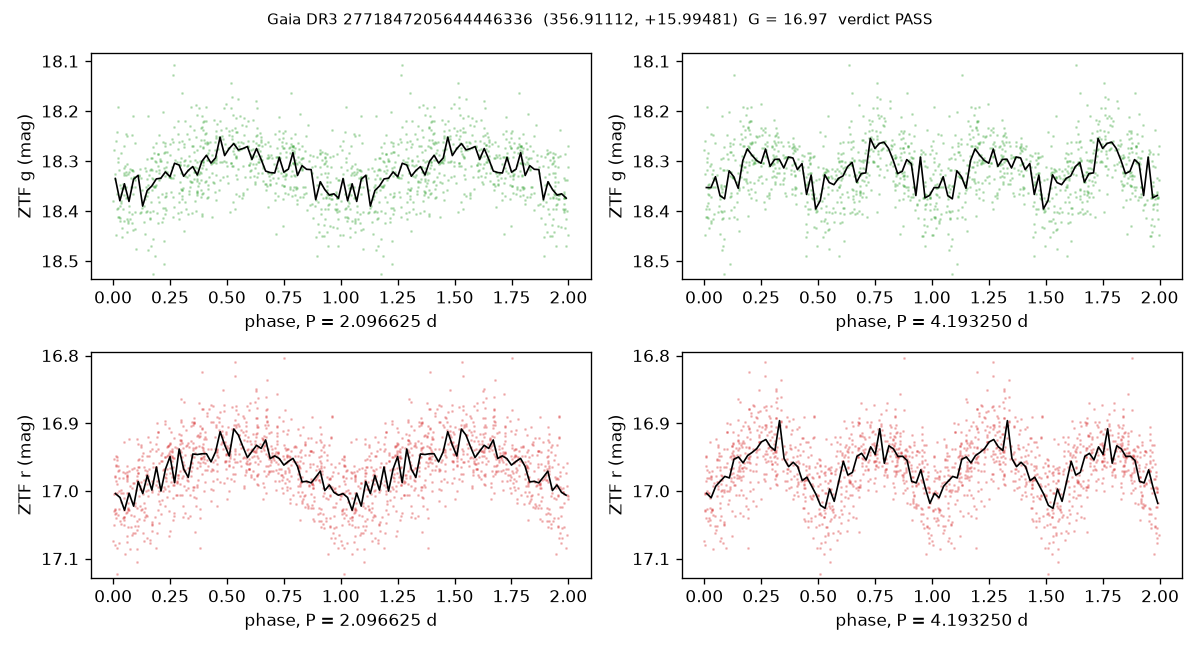 Gaia DR3 2771847205644446336  (356.91112, +15.99481)  G = 16.97  verdict PASS
ZTF g (mag)
18.1
18.2
18.3
18.4
18.5
0.00 0.25 0.50 0.75 1.00 1.25 1.50 1.75 2.00
phase, P = 2.096625 d
ZTF g (mag)
18.1
18.2
18.3
18.4
18.5
0.00 0.25 0.50 0.75 1.00 1.25 1.50 1.75 2.00
phase, P = 4.193250 d
ZTF r (mag)
16.8
16.9
17.0
17.1
0.00 0.25 0.50 0.75 1.00 1.25 1.50 1.75 2.00
phase, P = 2.096625 d
ZTF r (mag)
16.8
16.9
17.0
17.1
0.00 0.25 0.50 0.75 1.00 1.25 1.50 1.75 2.00
phase, P = 4.193250 d